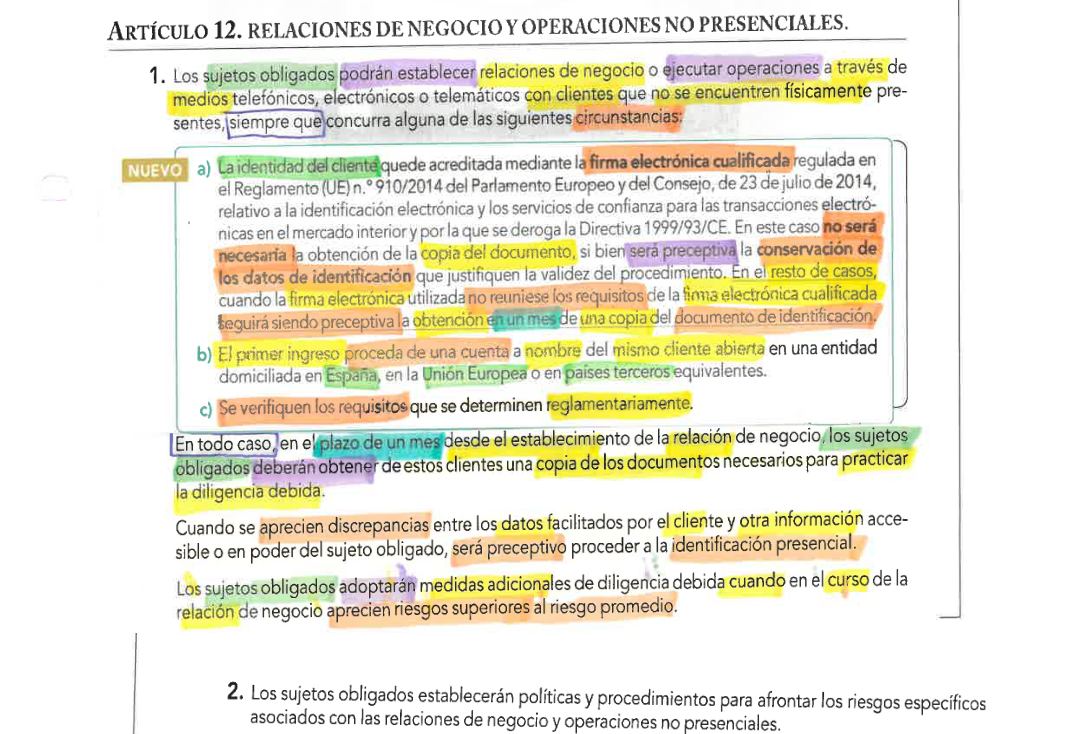 ARTÍCULO 12. RELACIONES DE NEGOCIO Y OPERACIONES NO PRESENCIALES.
1. Los sujetos obligados podrán establecer relaciones de negocio o ejecutar operaciones a través de
medios telefónicos, electrónicos o telemáticos con clientes que no se encuentren físicamente pre-
sentes, siempre que concurra alguna de las siguientes circunstancias:
NUEVO a) La identidad del cliente quede acreditada mediante la firma electrónica cualificada regulada en
el Reglamento (UE) n.º 910/2014 del Parlamento Europeo y del Consejo, de 23 de julio de 2014,
relativo a la identificación electrónica y los servicios de confianza para las transacciones electró-
nicas en el mercado interior y por la que se deroga la Directiva 1999/93/CE. En este caso no será
necesaria la obtención de la copia del documento, si bien será preceptiva la conservación de
los datos de identificación que justifiquen la validez del procedimiento. En el resto de casos,
cuando la firma electrónica utilizada no reuniese los requisitos de la firma electrónica cualificada
seguirá siendo preceptiva la obtención en un mes de una copia del documento de identificación.
b) El primer ingreso proceda de una cuenta a nombre del mismo cliente abierta en una entidad
domiciliada en España, en la Unión Europea o en países terceros equivalentes.
c) Se verifiquen los requisitos que se determinen reglamentariamente.
En todo caso, en el plazo de un mes desde el establecimiento de la relación de negocio, los sujetos
obligados deberán obtener de estos clientes una copia de los documentos necesarios para practicar
la diligencia debida.
Cuando se aprecien discrepancias entre los datos facilitados por el cliente y otra información acce-
sible o en poder del sujeto obligado, será preceptivo proceder a la identificación presencial.
Los sujetos obligados adoptarán medidas adicionales de diligencia debida cuando en el curso de la
relación de negocio aprecien riesgos superiores al riesgo promedio.
2. Los sujetos obligados establecerán políticas y procedimientos para afrontar los riesgos específicos
asociados con las relaciones de negocio y operaciones no presenciales.